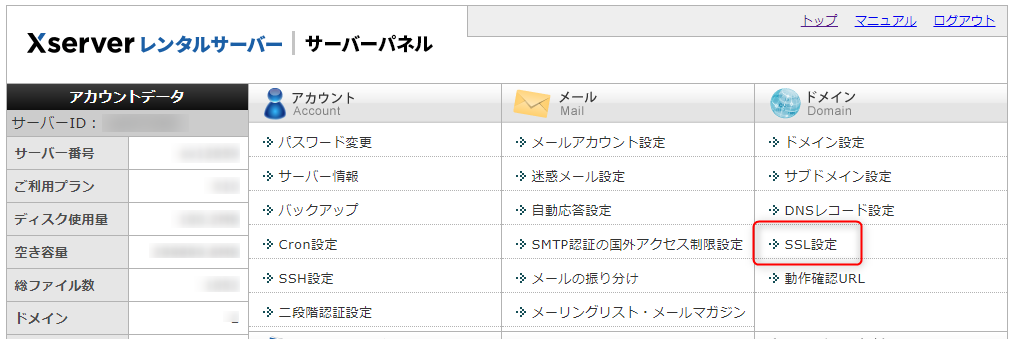 トップ マニュアル ログアウト
Xserver レンタルサーバー | サーバーパネル
アカウントデータ
サーバーID：
サーバー番号
ご利用プラン
ディスク使用量
空き容量
総ファイル数
ドメイン
アカウント
Account
パスワード変更
サーバー情報
バックアップ
Cron設定
SSH設定
二段階認証設定
メール
Mail
メールアカウント設定
迷惑メール設定
自動応答設定
SMTP認証の国外アクセス制限設定
メールの振り分け
メーリングリスト・メールマガジン
ドメイン
Domain
ドメイン設定
サブドメイン設定
DNSレコード設定
SSL設定
動作確認URL